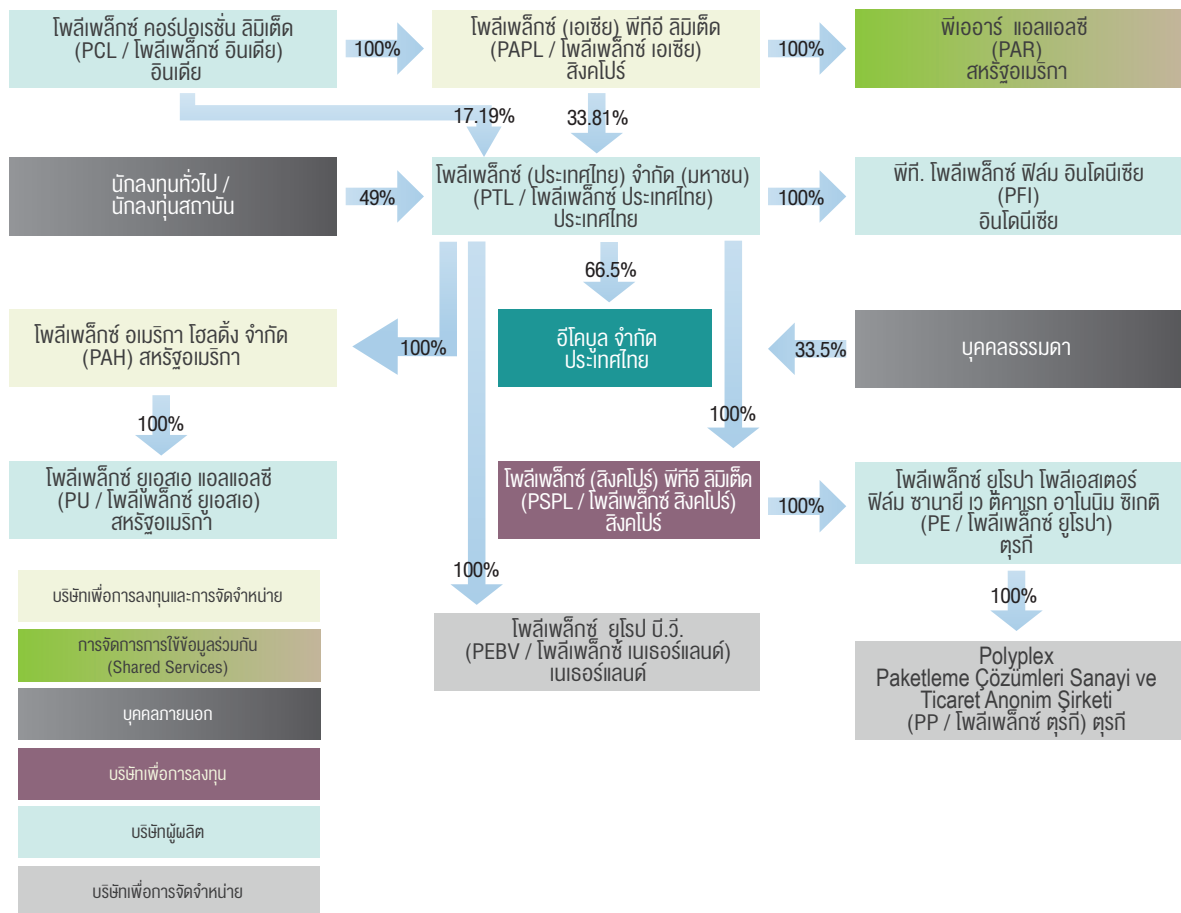 โพลีเพล็กซ์ คอร์ปอเรชั่น ลิมิเต็ด
(PCL / โพลีเพล็กซ์ อินเดีย)
อินเดีย
100%
โพลีเพล็กซ์ (เอเชีย) พีทีอี ลิมิเต็ด
(PAPL / โพลีเพล็กซ์ เอเซีย)
สิงคโปร์
100%
พีเออาร์ แอลแอลซี
(PAR)
สหรัฐอเมริกา
17.19%
33.81%
นักลงทุนทั่วไป /
นักลงทุนสถาบัน
49%
โพลีเพล็กซ์ (ประเทศไทย) จำกัด (มหาชน)
(PTL / โพลีเพล็กซ์ ประเทศไทย)
ประเทศไทย
100%
พีที. โพลีเพล็กซ์ ฟิล์ม อินโดนีเซีย
(PFI)
อินโดนีเซีย
66.5%
โพลีเพล็กซ์ อเมริกา โฮลดิ้ง จำกัด
(PAH) สหรัฐอเมริกา
100%
อีโคบูล จำกัด
ประเทศไทย
33.5%
บุคคลธรรมดา
100%
100%
โพลีเพล็กซ์ ยูเอสเอ แอลแอลซี
(PU / โพลีเพล็กซ์ ยูเอสเอ)
สหรัฐอเมริกา
โพลีเพล็กซ์ (สิงคโปร์) พีทีอี ลิมิเต็ด
(PSPL / โพลีเพล็กซ์ สิงคโปร์)
สิงคโปร์
100%
โพลีเพล็กซ์ ยูโรปา โพลีเอสเตอร์
ฟิล์ม ซานายี เว ติคาเรท อาโนนิม ซิเกติ
(PE / โพลีเพล็กซ์ ยูโรปา)
ตุรกี
100%
100%
โพลีเพล็กซ์ ยุโรป บี.วี.
(PEBV / โพลีเพล็กซ์ เนเธอร์แลนด์)
เนเธอร์แลนด์
Polyplex
Paketleme Çözümleri Sanayi ve
Ticaret Anonim Şirketi
(PP / โพลีเพล็กซ์ ตุรกี) ตุรกี
บริษัทเพื่อการลงทุนและการจัดจำหน่าย
การจัดการการใช้ข้อมูลร่วมกัน
(Shared Services)
บุคคลภายนอก
บริษัทเพื่อการลงทุน
บริษัทผู้ผลิต
บริษัทเพื่อการจัดจำหน่าย